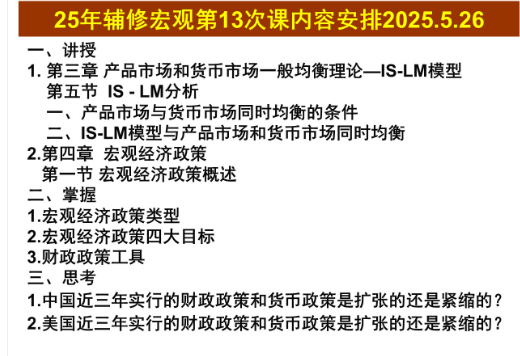 25年辅修宏观第13次课内容安排2025.5.26
一、讲授
1. 第三章 产品市场和货币市场一般均衡理论—IS-LM模型
第五节 IS - LM分析
一、产品市场与货币市场同时均衡的条件
二、IS-LM模型与产品市场和货币市场同时均衡
2.第四章 宏观经济政策
第一节 宏观经济政策概述
二、掌握
1.宏观经济政策类型
2.宏观经济政策四大目标
3.财政政策工具
三、思考
1.中国近三年实行的财政政策和货币政策是扩张的还是紧缩的？
2.美国近三年实行的财政政策和货币政策是扩张的还是紧缩的？